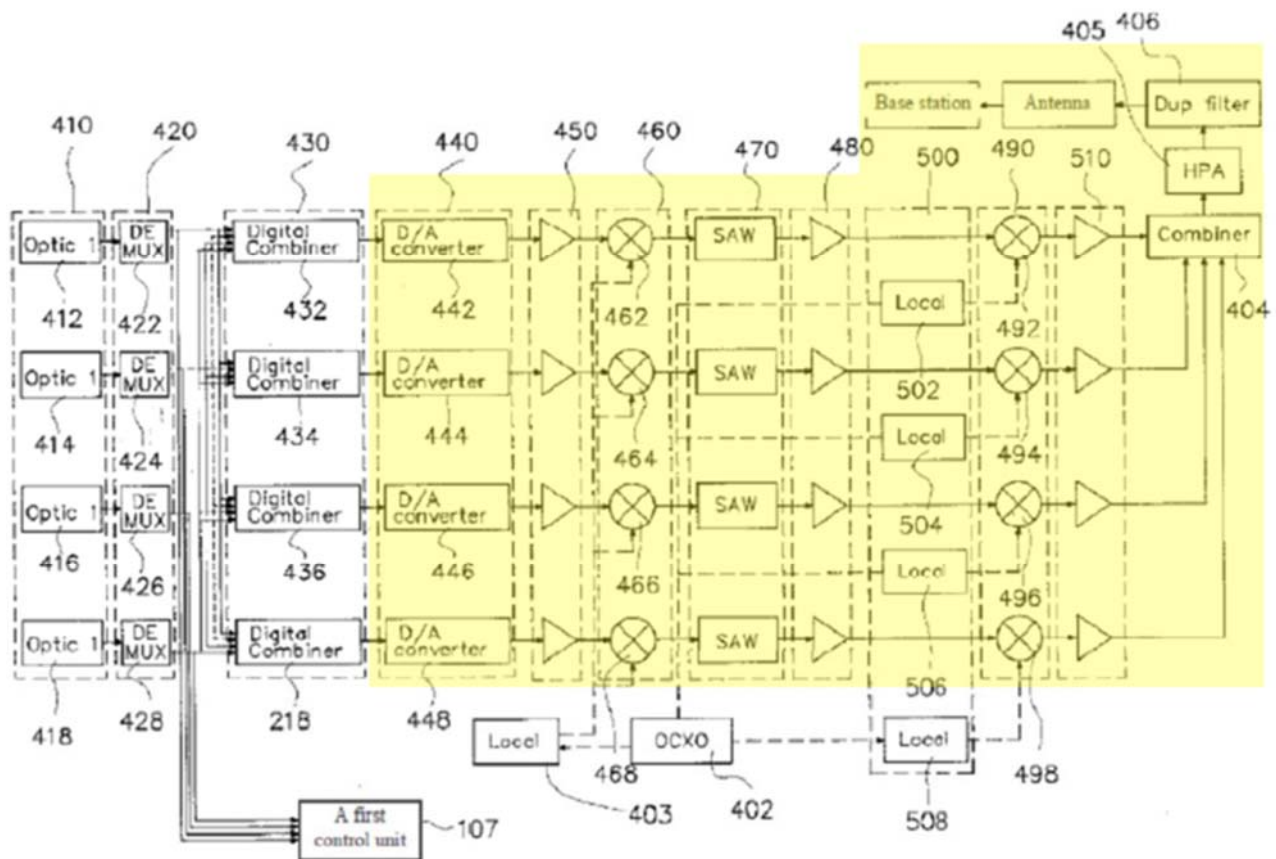 406
405
Base station
Antenna
Dup filter
410
420
430
440
450
460
470
480
500
490
510
HPA
Optic 1
DE
MUX
Digital
Combiner
D/A
converter
SAW
Combiner
412
422
432
442
462
Local
492
404
Optic 1
DE
MUX
Digital
Combiner
D/A
converter
SAW
502
414
424
434
444
464
Local
494
Optic 1
DE
MUX
Digital
Combiner
D/A
converter
SAW
504
416
426
436
446
466
Local
496
Optic 1
DE
MUX
Digital
Combiner
D/A
converter
SAW
506
418
428
218
448
468
Local
OCXO
Local
498
403
402
508
A first
control unit
107